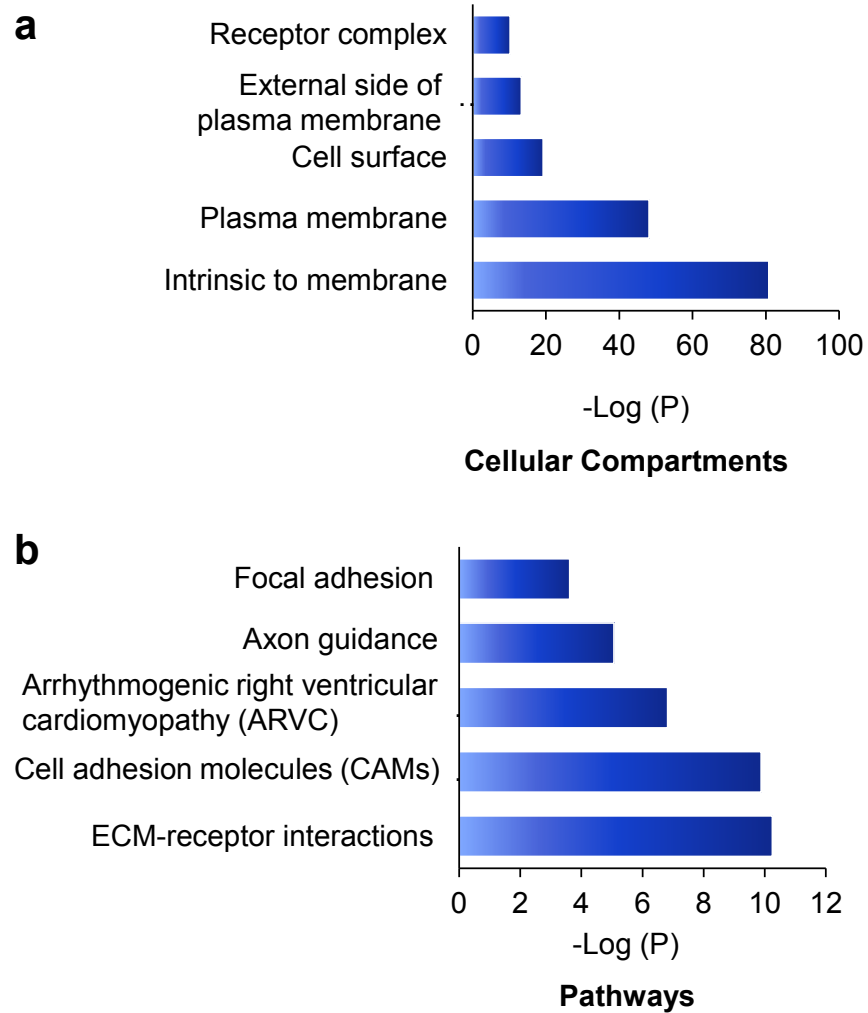 a
Receptor complex
External side of
plasma membrane
Cell surface
Plasma membrane
Intrinsic to membrane
0 20 40 60 80 100
-Log (P)
Cellular Compartments
b
Focal adhesion
Axon guidance
Arrhythmogenic right ventricular
cardiomyopathy (ARVC)
Cell adhesion molecules (CAMs)
ECM-receptor interactions
0 2 4 6 8 10 12
-Log (P)
Pathways